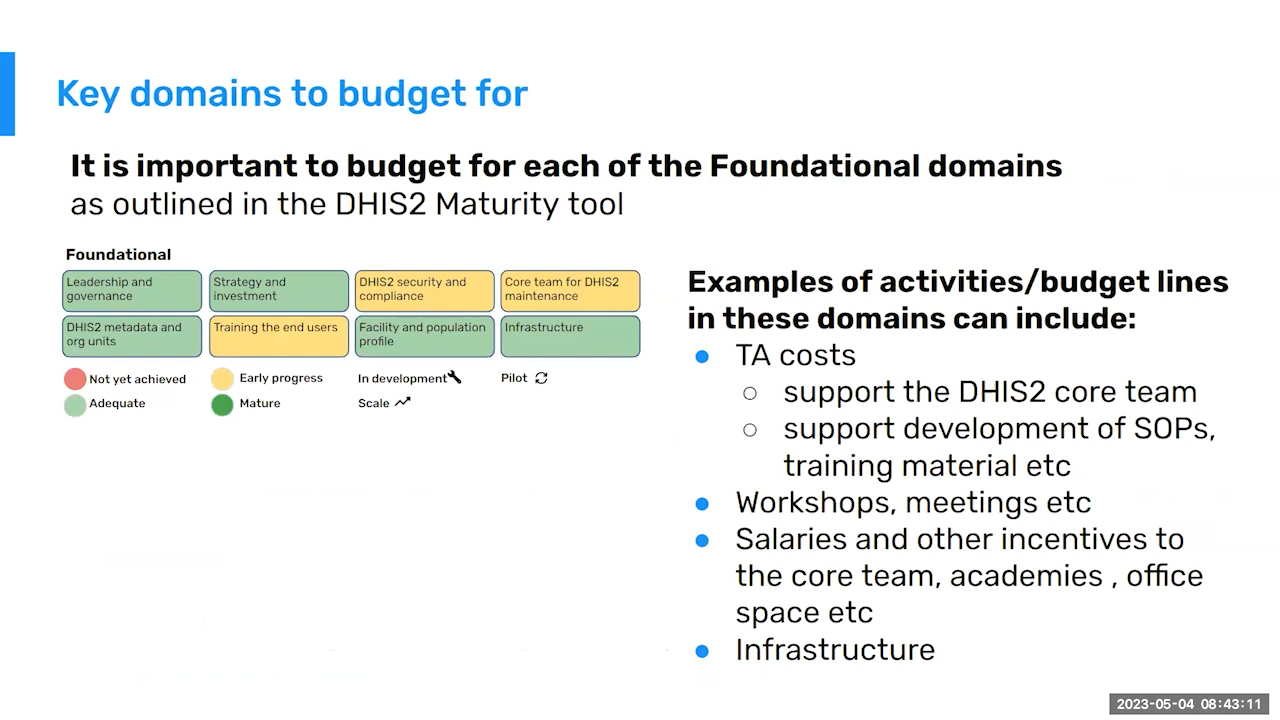 Key domains to budget for
It is important to budget for each of the Foundational domains
as outlined in the DHIS2 Maturity tool
Foundational
Leadership and
governance
Strategy and
investment
DHIS2 security and
compliance
Core team for DHIS2
maintenance
DHIS2 metadata and
org units
Training the end users
Facility and population
profile
Infrastructure
Not yet achieved
Early progress
In development
Pilot
Adequate
Mature
Scale
Examples of activities/budget lines
in these domains can include:
● TA costs
○ support the DHIS2 core team
○ support development of SOPs,
training material etc
● Workshops, meetings etc
● Salaries and other incentives to
the core team, academies , office
space etc
● Infrastructure
2023-05-04 08:43:11